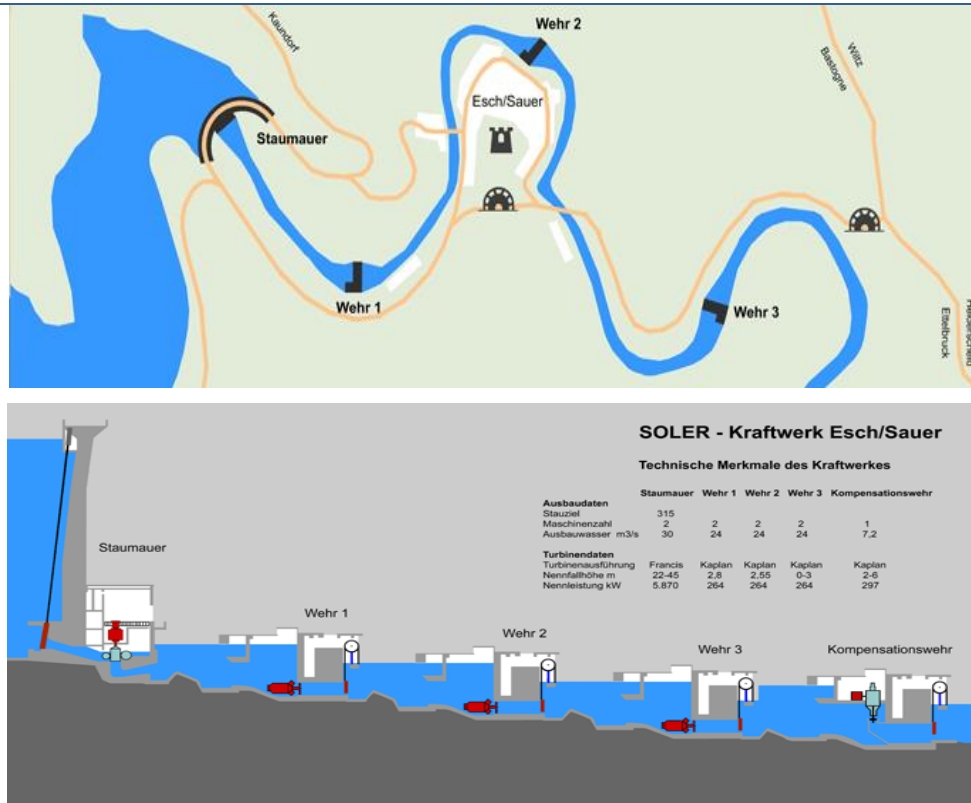 Kaundorf
Wehr 2
Wiltz
Bastogne
Esch/Sauer
Staumauer
Wehr 1
Wehr 3
Ettelbruck
Heiderscheid
SOLER - Kraftwerk Esch/Sauer
Technische Merkmale des Kraftwerkes
Staumauer Wehr 1 Wehr 2 Wehr 3 Kompensationswehr
Ausbaudaten
Stauziel 315
Maschinenzahl 2 2 2 2 1
Ausbauwasser m3/s 30 24 24 24 7,2
Turbinendaten
Turbinenausführung Francis Kaplan Kaplan Kaplan Kaplan
Nennfallhöhe m 22-45 2,8 2,55 0-3 2-6
Nennleistung kW 5.870 264 264 264 297
Staumauer
Wehr 1
Wehr 2
Wehr 3
Kompensationswehr